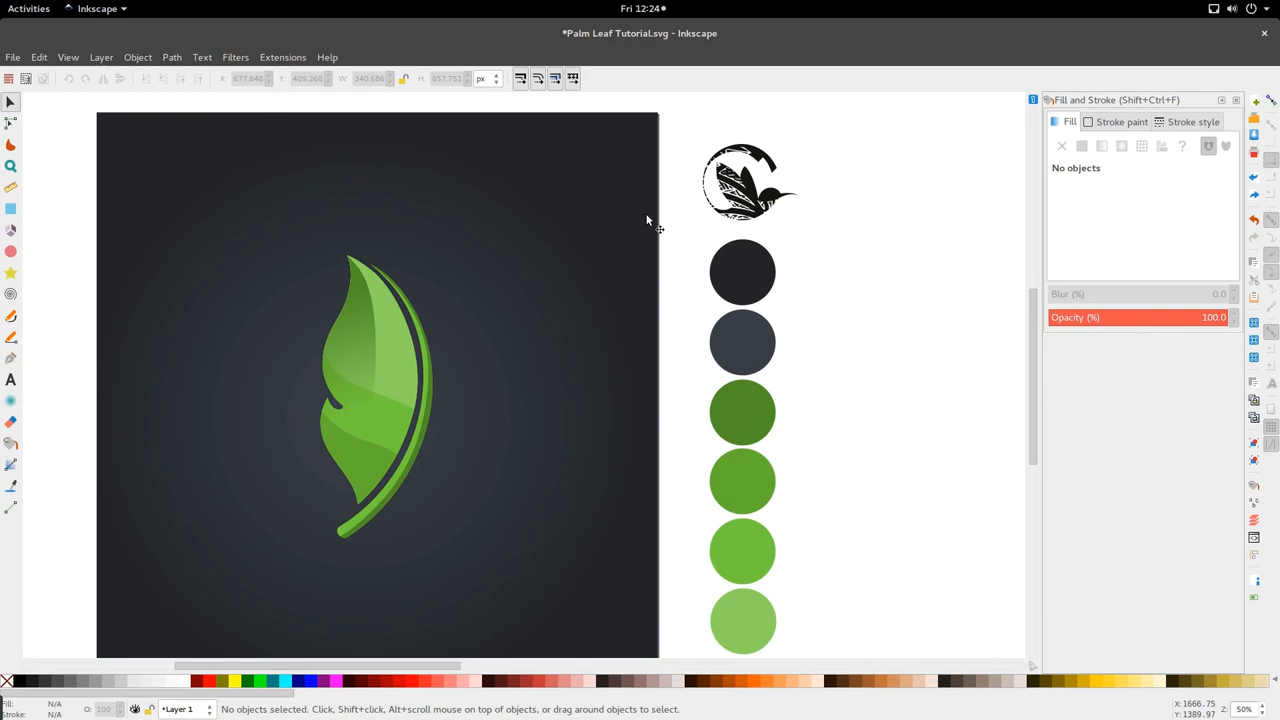 Activities Inkscape Fri 12:24
*Palm Leaf Tutorial.svg - Inkscape
File Edit View Layer Object Path Text Filters Extensions Help
X: 677.848 Y: 409.268 W: 340.686 H: 857.751 px
Fill and Stroke (Shift+Ctrl+F)
Fill Stroke paint Stroke style
No objects
Blur (%) 0.0
Opacity (%) 100.0
Fill: N/A
Stroke: N/A
O: 100
•Layer 1
No objects selected. Click, Shift+click, Alt+scroll mouse on top of objects, or drag around objects to select.
X: 1666.75
Y: 1389.97
Z: 50%